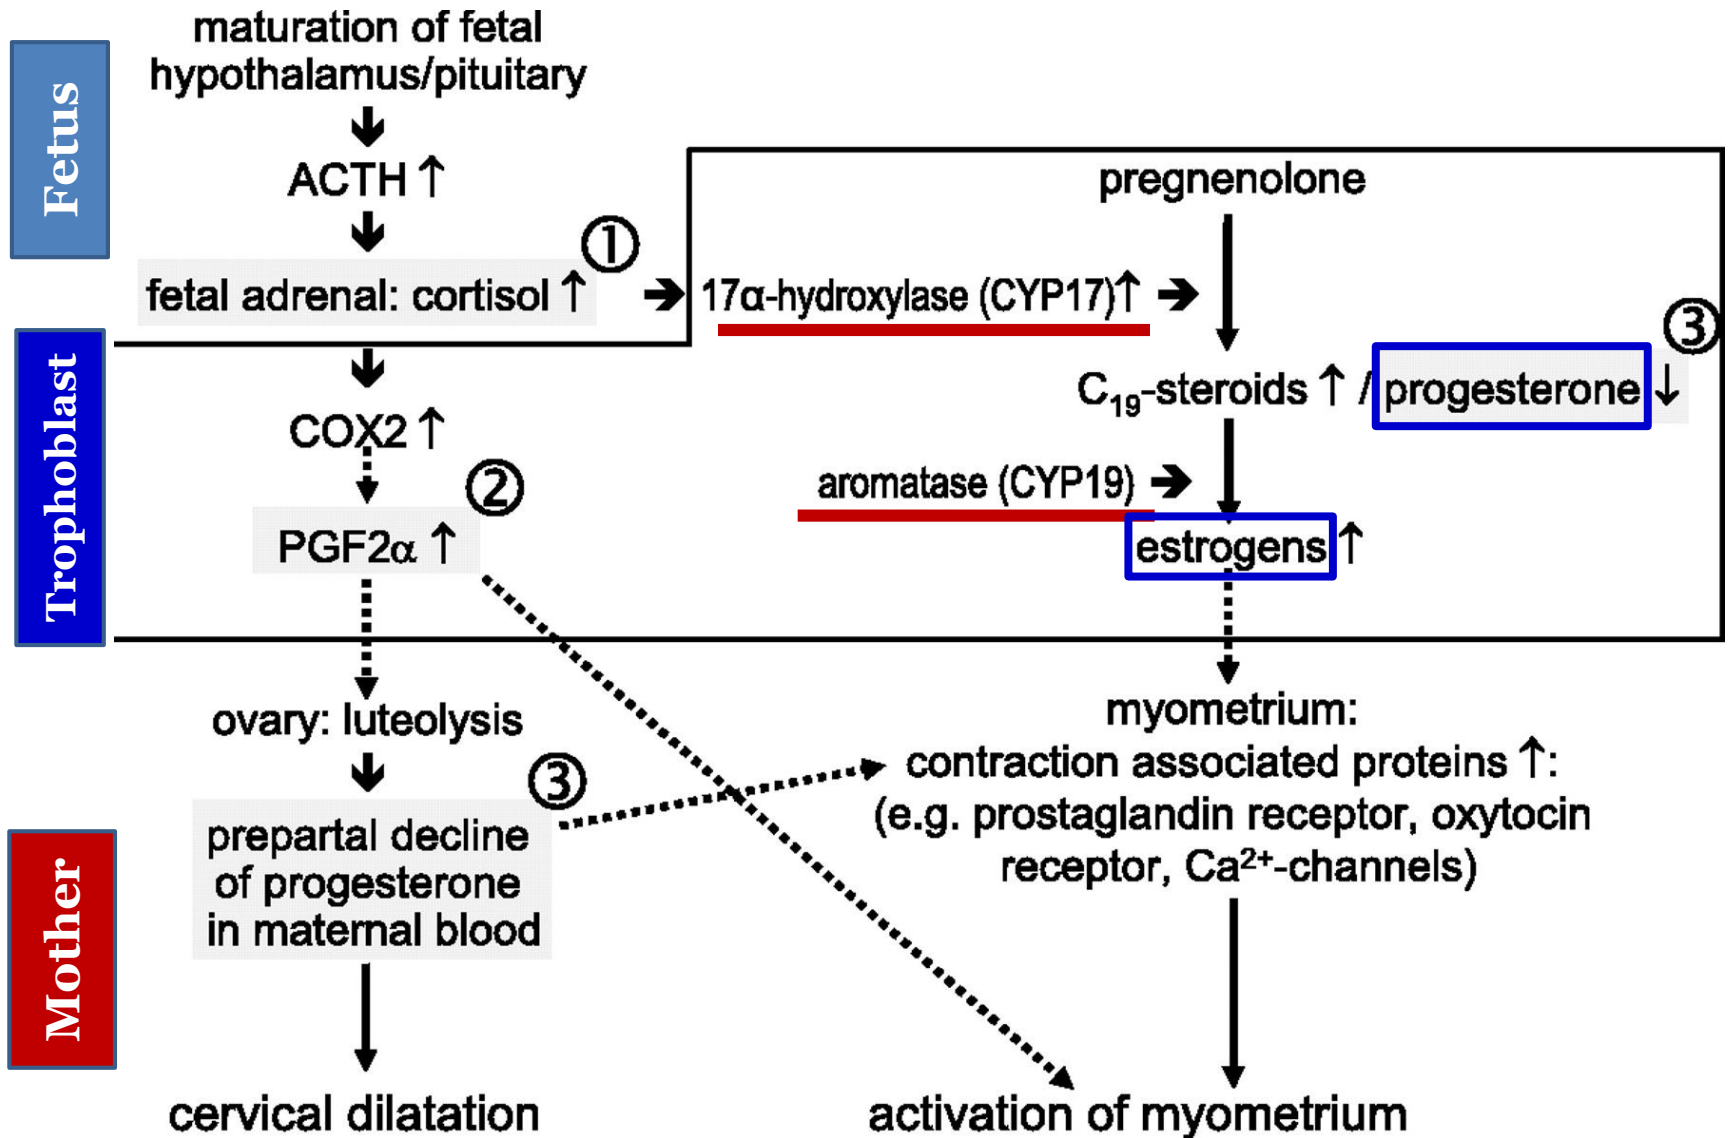 Fetus
maturation of fetal
hypothalamus/pituitary
ACTH ↑
fetal adrenal: cortisol ↑
①
pregnenolone
17α-hydroxylase (CYP17)↑
③
C₁₉-steroids ↑ / progesterone ↓
Trophoblast
COX2 ↑
②
aromatase (CYP19)
PGF2α ↑
estrogens ↑
Mother
ovary: luteolysis
③
prepartal decline
of progesterone
in maternal blood
myometrium:
contraction associated proteins ↑:
(e.g. prostaglandin receptor, oxytocin
receptor, Ca²⁺-channels)
cervical dilatation
activation of myometrium